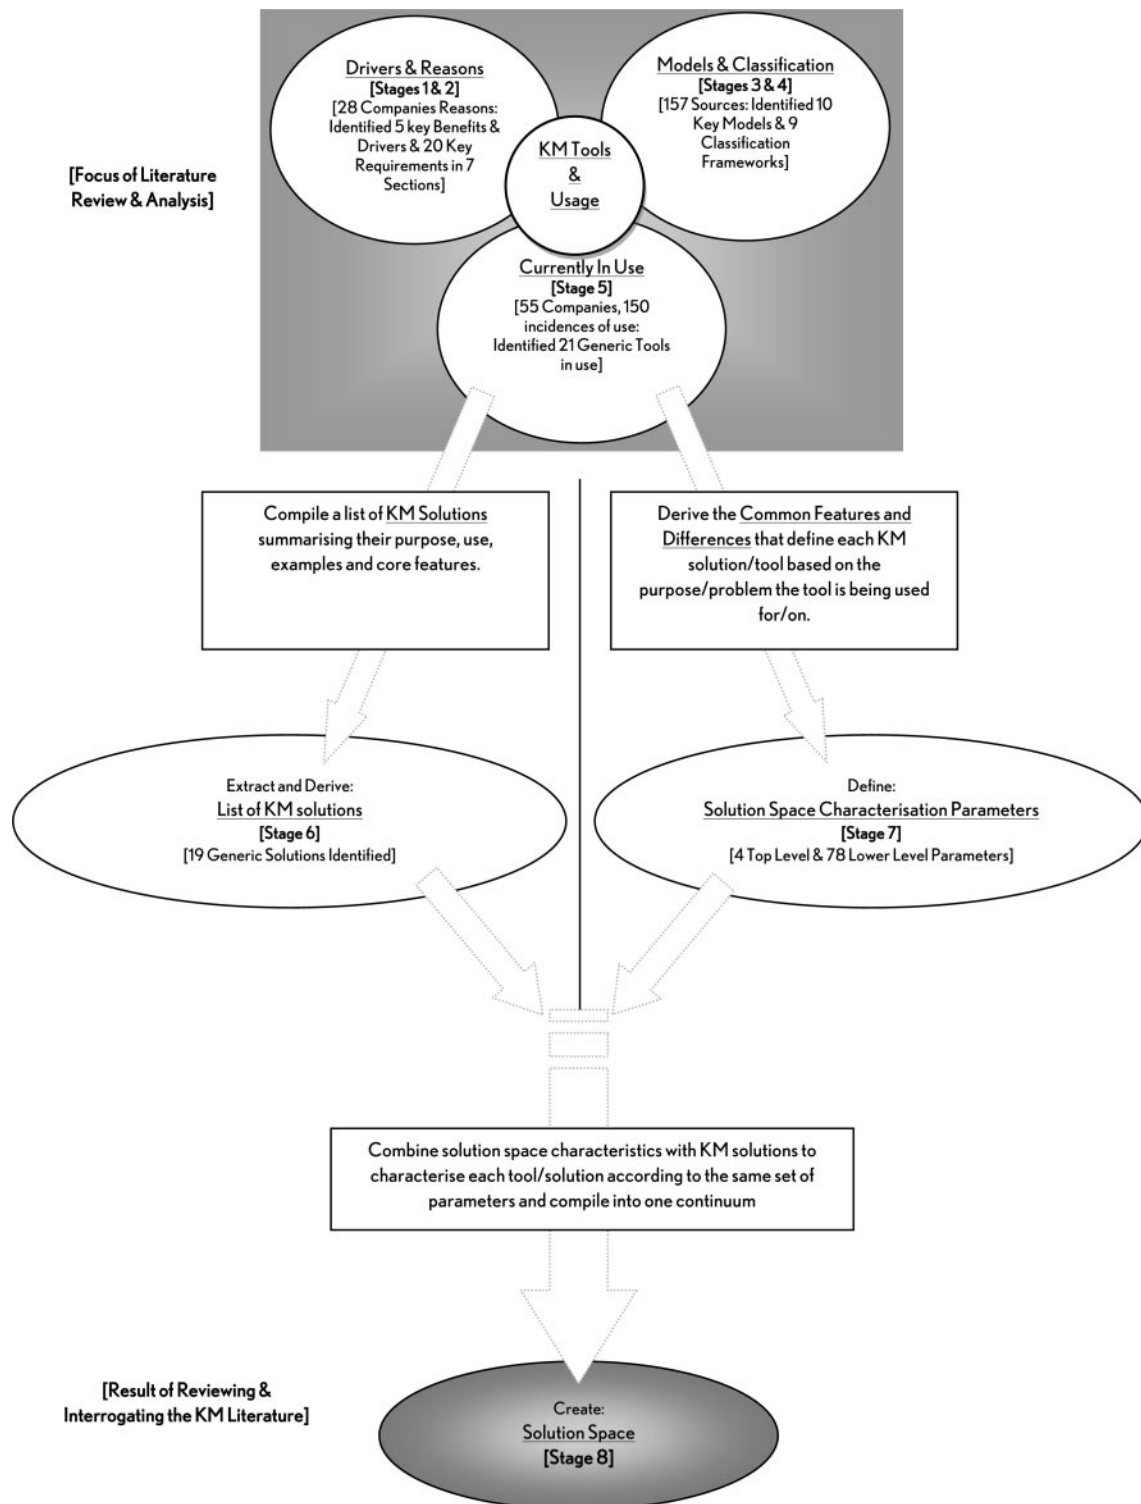 Drivers & Reasons
[Stages 1 & 2]
[28 Companies Reasons:
Identified 5 key Benefits &
Drivers & 20 Key
Requirements in 7
Sections]
Models & Classification
[Stages 3 & 4]
[157 Sources: Identified 10
Key Models & 9
Classification
Frameworks]
KM Tools
&
Usage
[Focus of Literature
Review & Analysis]
Currently In Use
[Stage 5]
[55 Companies, 150
incidences of use:
Identified 21 Generic Tools
in use]
Compile a list of KM Solutions
summarising their purpose, use,
examples and core features.
Derive the Common Features and
Differences that define each KM
solution/tool based on the
purpose/problem the tool is being used
for/on.
Extract and Derive:
List of KM solutions
[Stage 6]
[19 Generic Solutions Identified]
Define:
Solution Space Characterisation Parameters
[Stage 7]
[4 Top Level & 78 Lower Level Parameters]
Combine solution space characteristics with KM solutions to
characterise each tool/solution according to the same set of
parameters and compile into one continuum
[Result of Reviewing &
Interrogating the KM Literature]
Create:
Solution Space
[Stage 8]